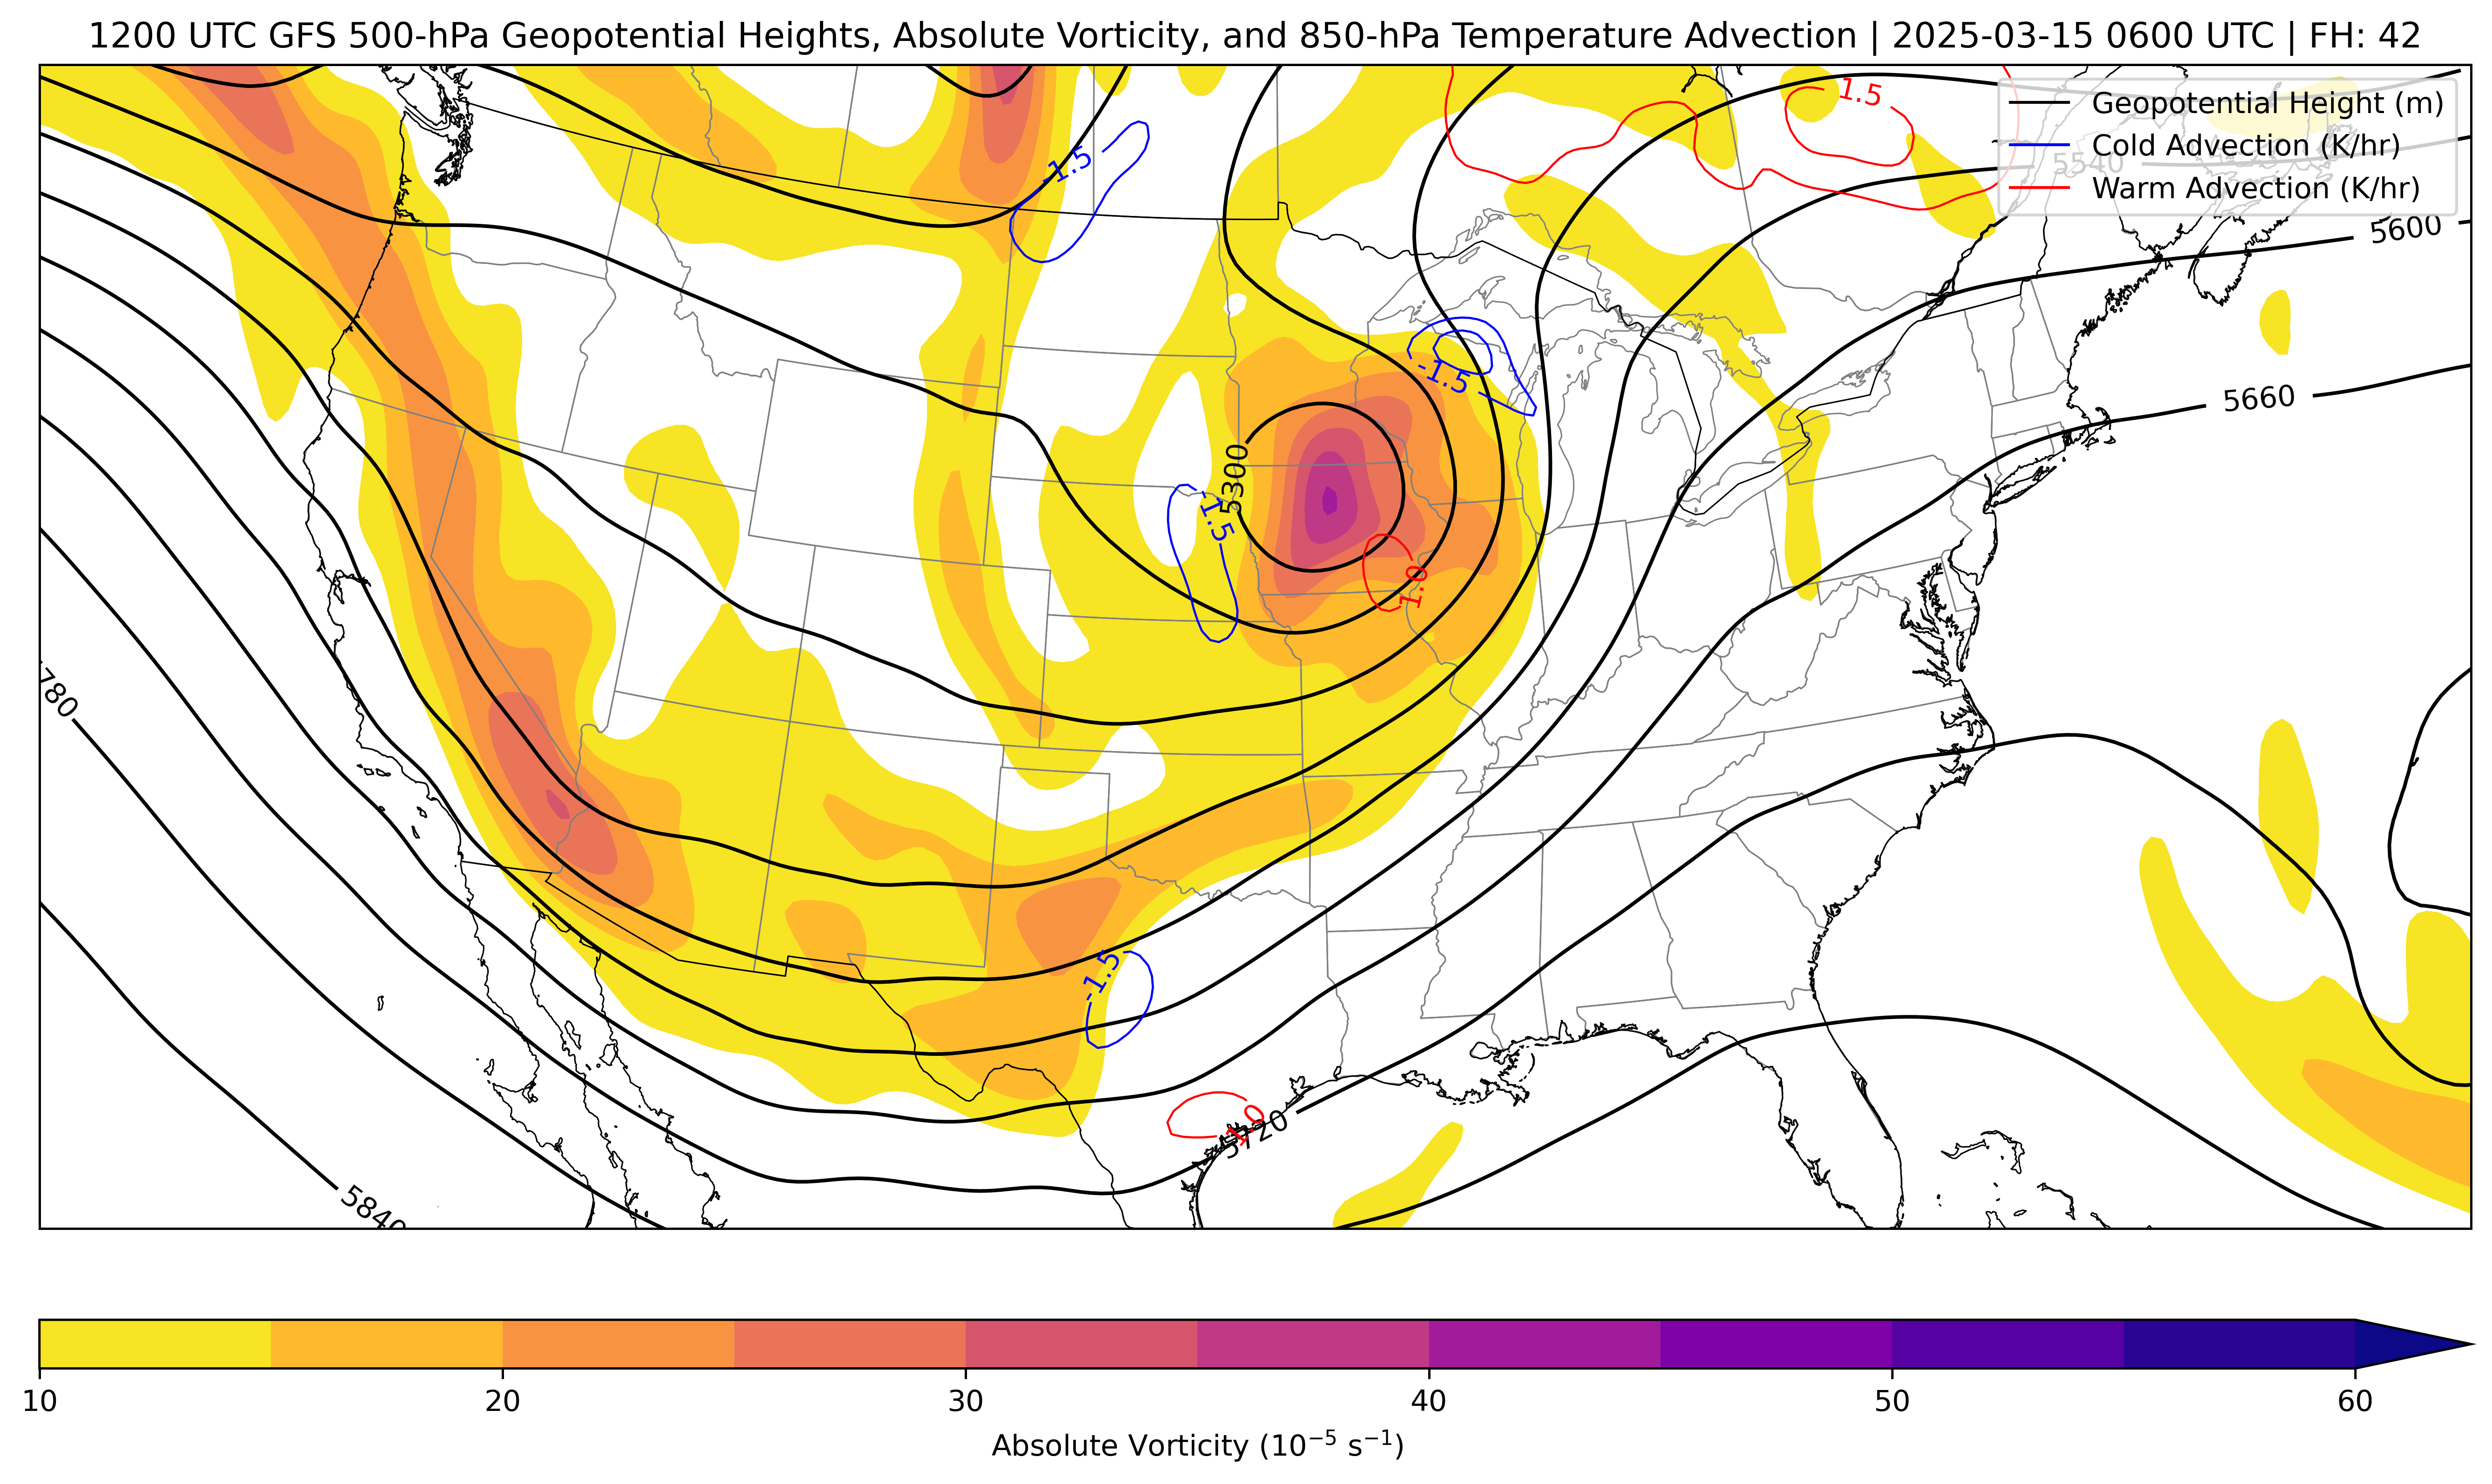 1200 UTC GFS 500-hPa Geopotential Heights, Absolute Vorticity, and 850-hPa Temperature Advection | 2025-03-15 0600 UTC | FH: 42
Geopotential Height (m)
Cold Advection (K/hr)
Warm Advection (K/hr)
1.5
-1.5
5540
5600
-1.5
5660
5300
-1.5
1.0
5780
-1.5
1.0
5720
5840
10 20 30 40 50 60
Absolute Vorticity (10⁻⁵ s⁻¹)